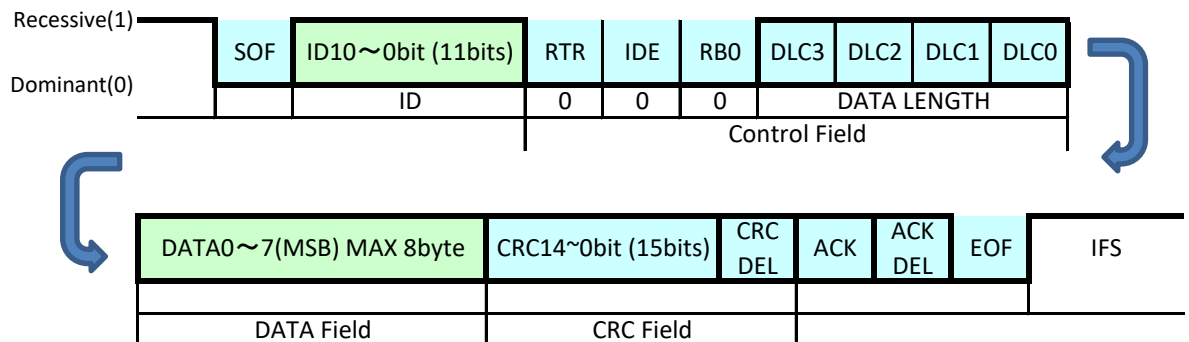 Recessive(1)
SOF ID10～0bit (11bits) RTR IDE RB0 DLC3 DLC2 DLC1 DLC0
Dominant(0)
ID 0 0 0 DATA LENGTH
Control Field
DATA0～7(MSB) MAX 8byte CRC14~0bit (15bits) CRC DEL ACK ACK DEL EOF IFS
DATA Field CRC Field